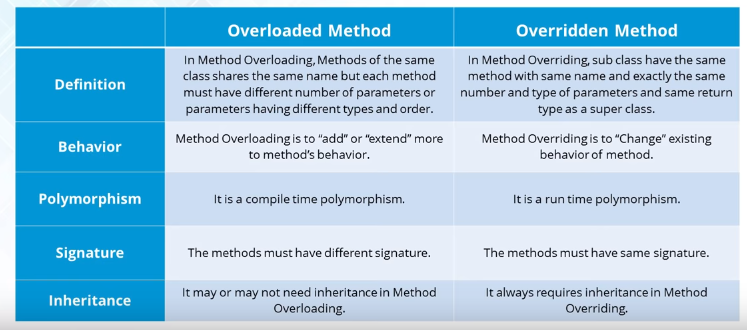 Overloaded Method
Overridden Method
Definition
In Method Overloading, Methods of the same
class shares the same name but each method
must have different number of parameters or
parameters having different types and order.
In Method Overriding, sub class have the same
method with same name and exactly the same
number and type of parameters and same return
type as a super class.
Behavior
Method Overloading is to “add” or “extend” more
to method’s behavior.
Method Overriding is to “Change” existing
behavior of method.
Polymorphism
It is a compile time polymorphism.
It is a run time polymorphism.
Signature
The methods must have different signature.
The methods must have same signature.
Inheritance
It may or may not need inheritance in Method
Overloading.
It always requires inheritance in Method
Overriding.